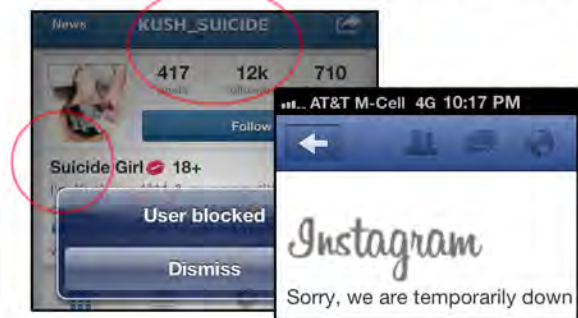 News KUSH_SUICIDE
417 12k 710
posts
Follow
Suicide Girl 💋 18+
User blocked
Dismiss
AT&T M-Cell 4G 10:17 PM
Instagram
Sorry, we are temporarily down